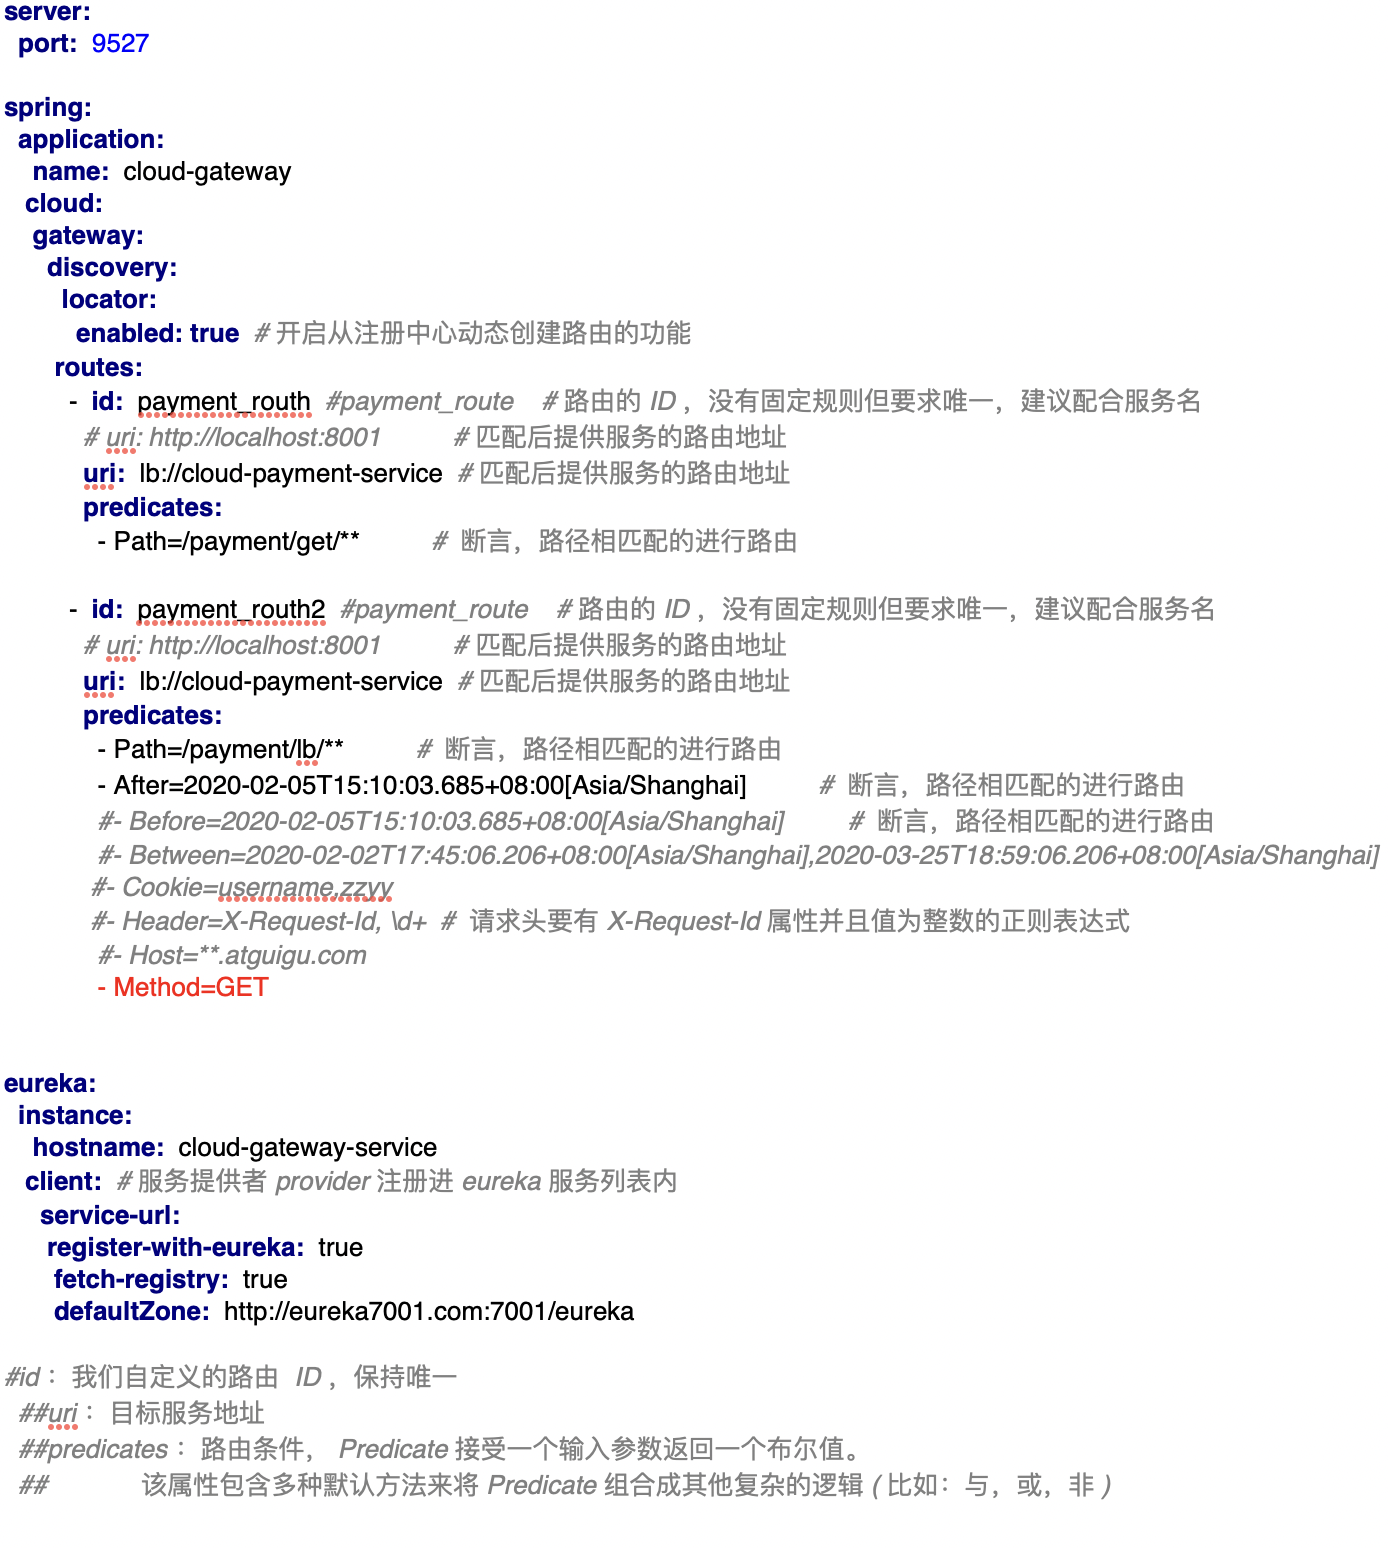 server:
port: 9527
spring:
application:
name: cloud-gateway
cloud:
gateway:
discovery:
locator:
enabled: true #开启从注册中心动态创建路由的功能
routes:
- id: payment_routh #payment_route #路由的 ID ，没有固定规则但要求唯一，建议配合服务名
# uri: http://localhost:8001 #匹配后提供服务的路由地址
uri: lb://cloud-payment-service #匹配后提供服务的路由地址
predicates:
- Path=/payment/get/** # 断言，路径相匹配的进行路由
- id: payment_routh2 #payment_route #路由的 ID ，没有固定规则但要求唯一，建议配合服务名
# uri: http://localhost:8001 #匹配后提供服务的路由地址
uri: lb://cloud-payment-service #匹配后提供服务的路由地址
predicates:
- Path=/payment/lb/** # 断言，路径相匹配的进行路由
- After=2020-02-05T15:10:03.685+08:00[Asia/Shanghai] # 断言，路径相匹配的进行路由
#- Before=2020-02-05T15:10:03.685+08:00[Asia/Shanghai] # 断言，路径相匹配的进行路由
#- Between=2020-02-02T17:45:06.206+08:00[Asia/Shanghai],2020-03-25T18:59:06.206+08:00[Asia/Shanghai]
#- Cookie=username,zzyy
#- Header=X-Request-Id, \d+ # 请求头要有 X-Request-Id 属性并且值为整数的正则表达式
#- Host=**.atguigu.com
- Method=GET
eureka:
instance:
hostname: cloud-gateway-service
client: #服务提供者 provider 注册进 eureka 服务列表内
service-url:
register-with-eureka: true
fetch-registry: true
defaultZone: http://eureka7001.com:7001/eureka
#id：我们自定义的路由 ID ，保持唯一
##uri：目标服务地址
##predicates：路由条件， Predicate 接受一个输入参数返回一个布尔值。
## 该属性包含多种默认方法来将 Predicate 组合成其他复杂的逻辑 ( 比如：与，或，非 )